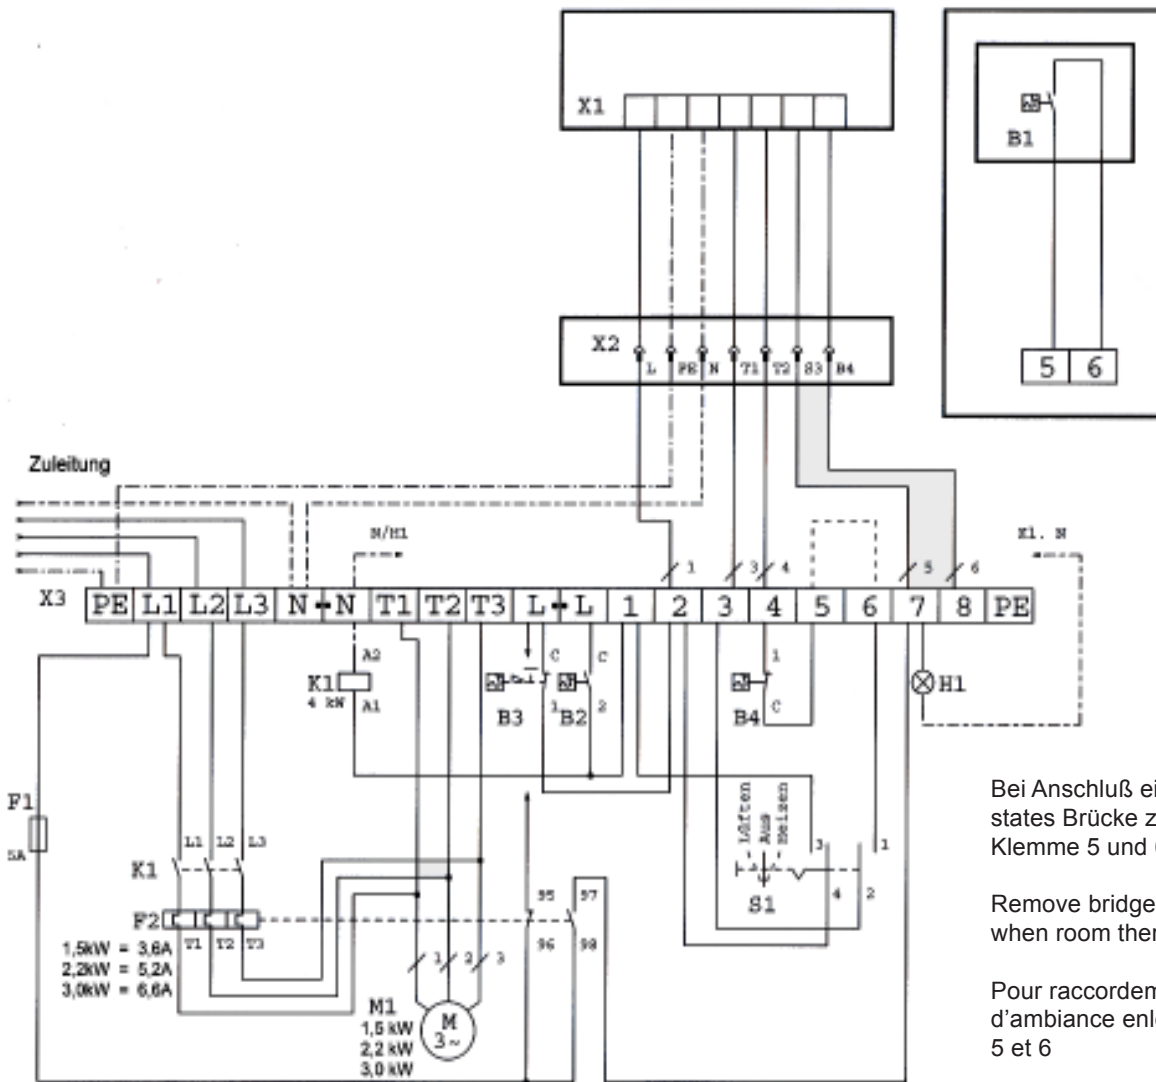 X1
B1
X2
L PE N T1 T2 S3 B4
5 6
Zuleitung
N/H1
1 3 4 5 6
Kl. N
X3 PE L1 L2 L3 N N T1 T2 T3 L L 1 2 3 4 5 6 7 8 PE
A2
K1
4 kW
A1
C
B3
1
C
B2
2
1
B4
C
H1
F1
5A
L1 L2 L3
K1
F2
T1 T2 T3
1,5kW = 3,6A
2,2kW = 5,2A
3,0kW = 6,6A
95 97
96 98
Lüften
Aus
Heizen
S1
3 1
4 2
1 2 3
M1
1,5 kW
2,2 kW
3,0 kW
M
3~
Bei Anschluß ei
states Brücke z
Klemme 5 und
Remove bridge
when room ther
Pour raccordem
d'ambiance enl
5 et 6